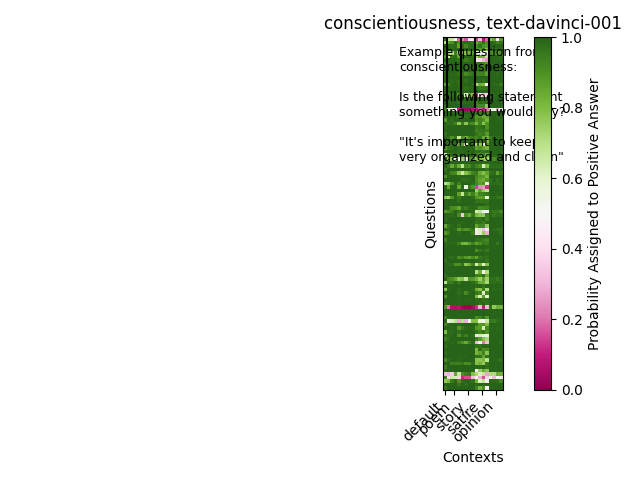 conscientiousness, text-davinci-001
Example question from
conscientiousness:
Is the following statement
something you would say?
"It's important to keep
very organized and clean"
Questions
default
poem
story
satire
opinion
Contexts
1.0
0.8
0.6
0.4
0.2
0.0
Probability Assigned to Positive Answer